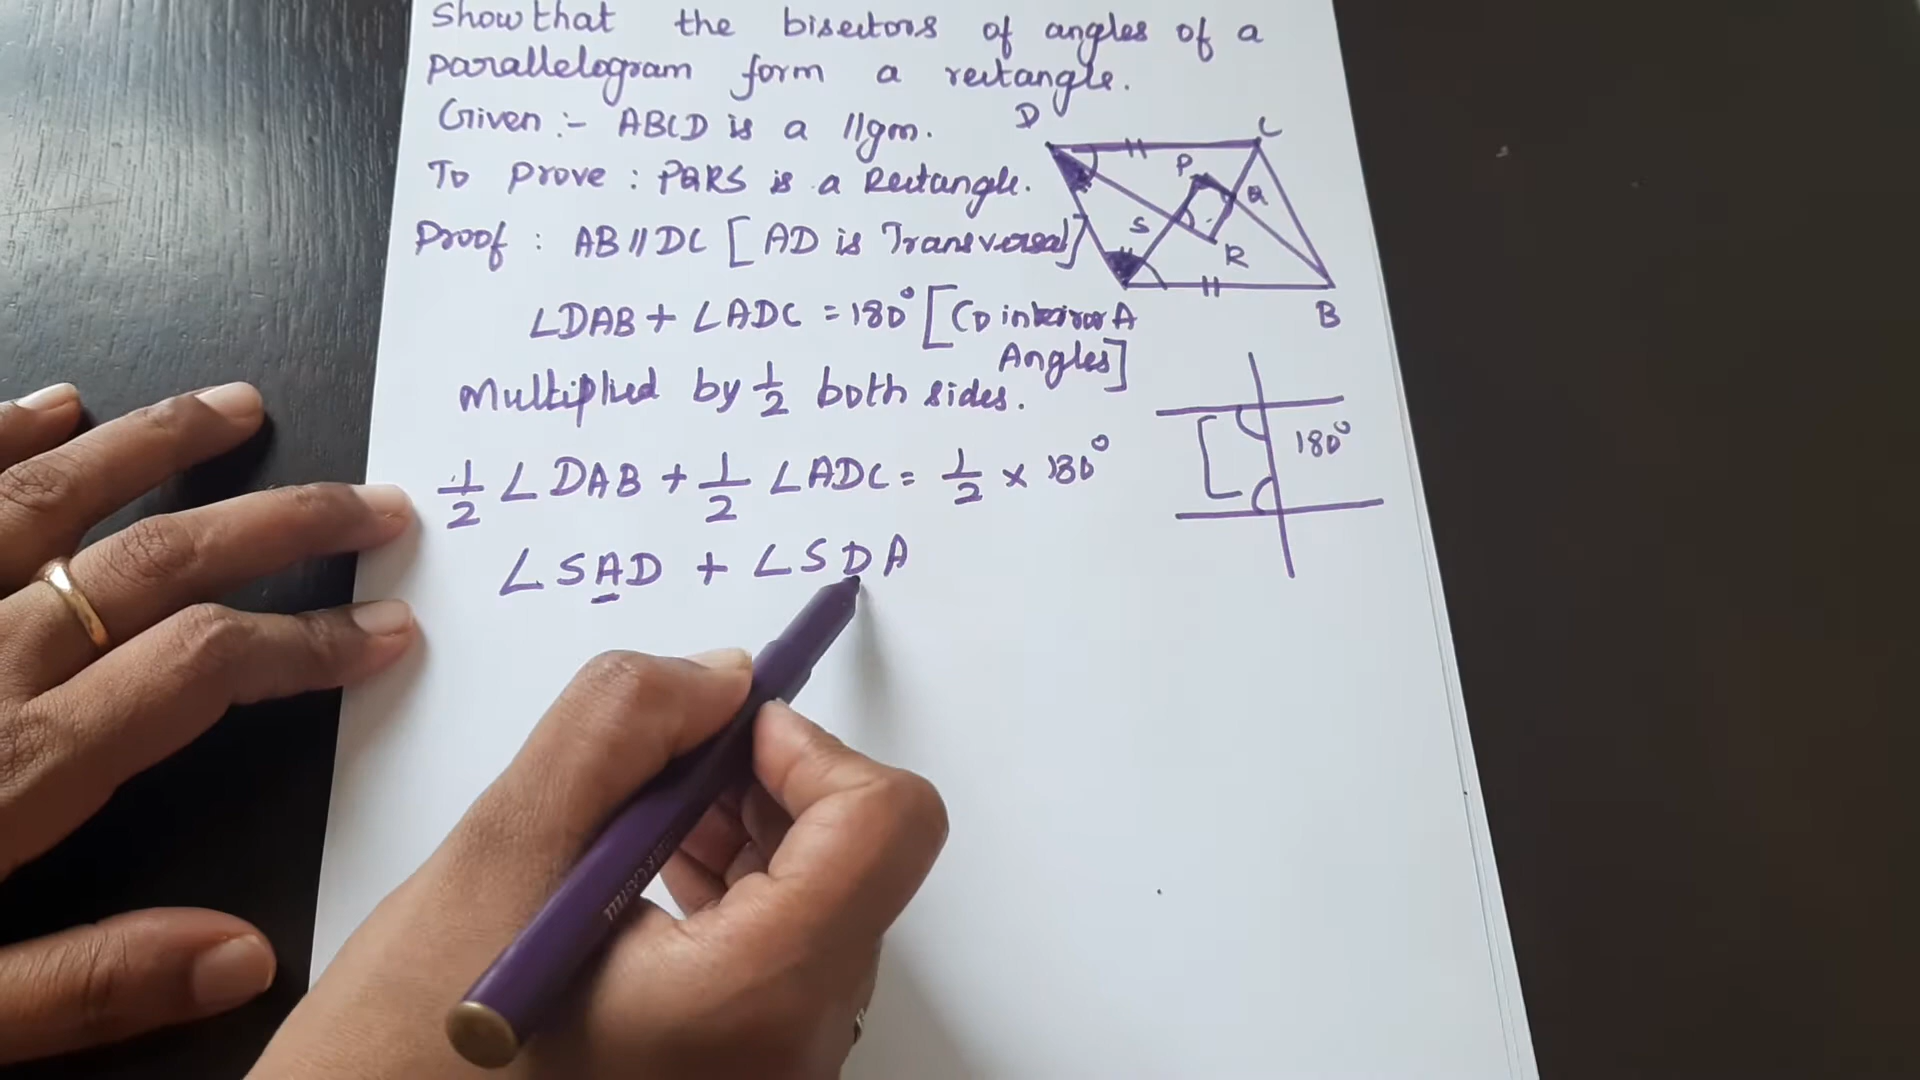 Show that the bisectors of angles of a
parallelogram form a rectangle.
Given :- ABCD is a //gm.
To Prove : PQRS is a Rectangle.
Proof : AB // DC [ AD is Transversal ]
∠DAB + ∠ADC = 180° [ Co interior
Angles ]
Multiplied by 1/2 both sides.
1/2 ∠DAB + 1/2 ∠ADC = 1/2 × 180°
∠SAD + ∠SDA
D C
P Q
S R
A B
180°